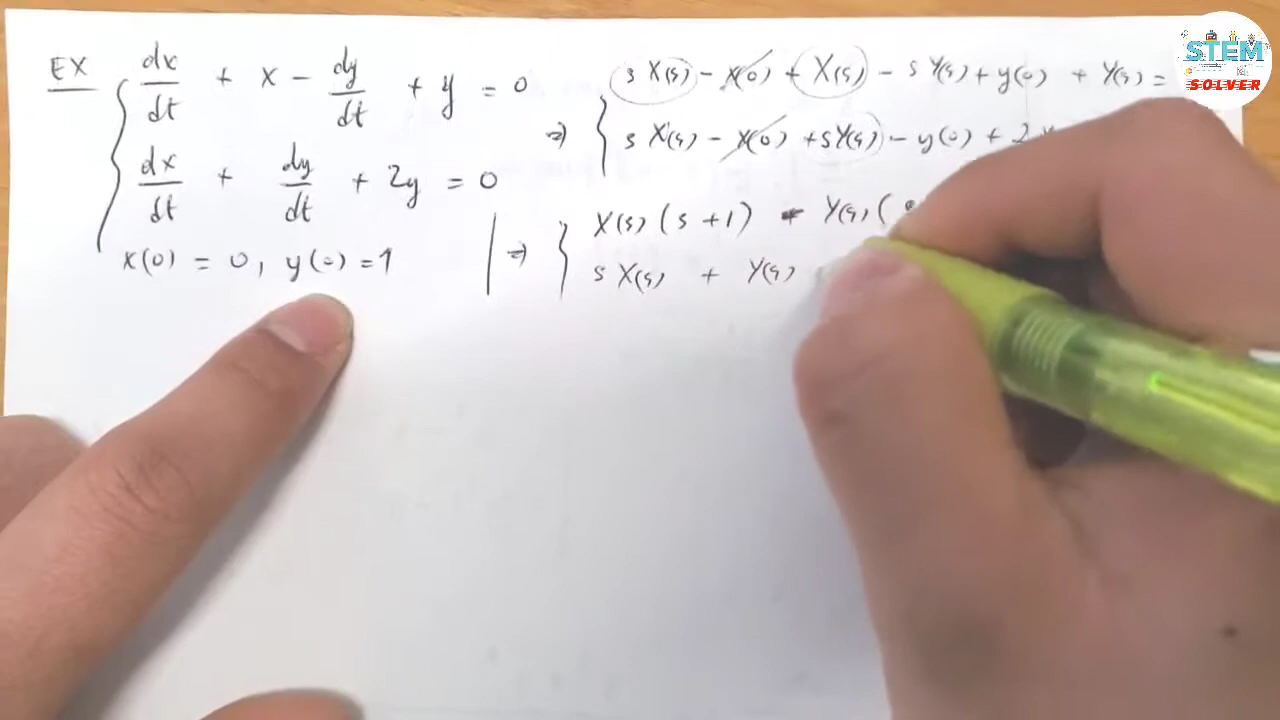 EX dx/dt + x - dy/dt + y = 0
dx/dt + dy/dt + 2y = 0
x(0) = 0, y(0) = 1
⇒ { s X(s) - x(0) + X(s) - s Y(s) + y(0) + Y(s) =
s X(s) - x(0) + s Y(s) - y(0) + 2
⇒ { X(s) (s + 1) - Y(s) (
s X(s) + Y(s)
STEM
SOLVER